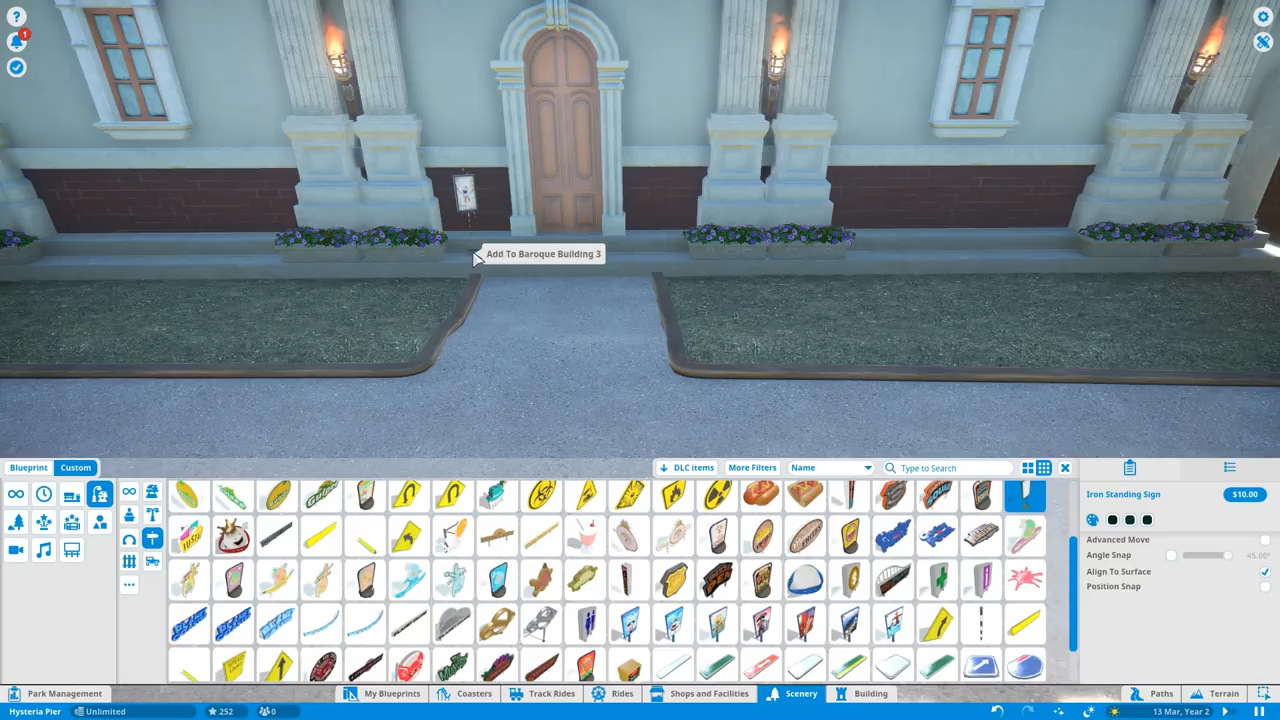 ?
1
Add To Baroque Building 3
Blueprint
Custom
DLC items
More Filters
Name
Type to Search
Iron Standing Sign
$10.00
Advanced Move
Angle Snap
45.00°
Align To Surface
Position Snap
Park Management
My Blueprints
Coasters
Track Rides
Rides
Shops and Facilities
Scenery
Building
Paths
Terrain
Hysteria Pier
Unlimited
252
0
13 Mar, Year 2